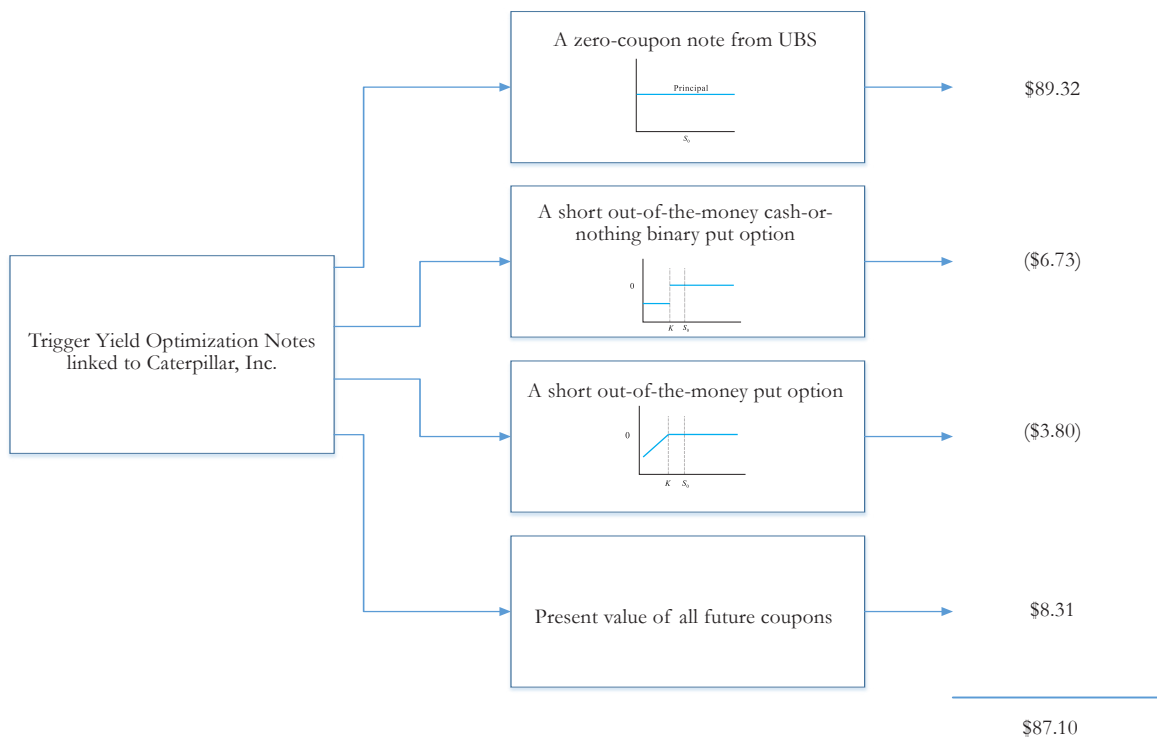 A zero-coupon note from UBS
Principal
S0
$89.32
A short out-of-the-money cash-or-
nothing binary put option
0
K
S0
($6.73)
Trigger Yield Optimization Notes
linked to Caterpillar, Inc.
A short out-of-the-money put option
0
K
S0
($3.80)
Present value of all future coupons
$8.31
$87.10